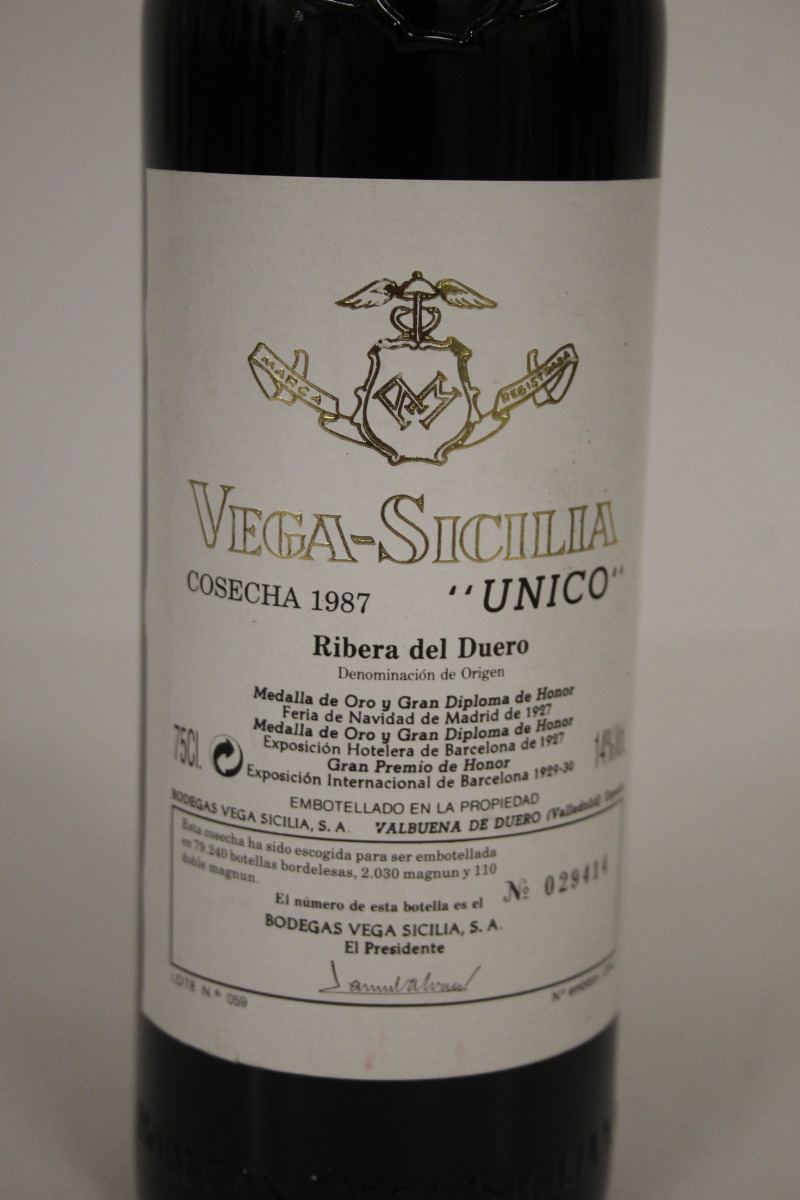 MARCA
REGISTRADA
VEGA-SICILIA
COSECHA 1987 "UNICO"
Ribera del Duero
Denominación de Origen
Medalla de Oro y Gran Diploma de Honor
Feria de Navidad de Madrid de 1927
Medalla de Oro y Gran Diploma de Honor
Exposición Hotelera de Barcelona de 1927
Gran Premio de Honor
75CL.
Exposición Internacional de Barcelona 1929-30
EMBOTELLADO EN LA PROPIEDAD
BODEGAS VEGA SICILIA, S. A. VALBUENA DE DUERO (Valladolid)
Esta cosecha ha sido escogida para ser embotellada
en 79.240 botellas bordelesas, 2.030 magnun y 110
doble magnun.
El número de esta botella es el Nº 029414
BODEGAS VEGA SICILIA, S. A.
El Presidente
LOTE N.º 059